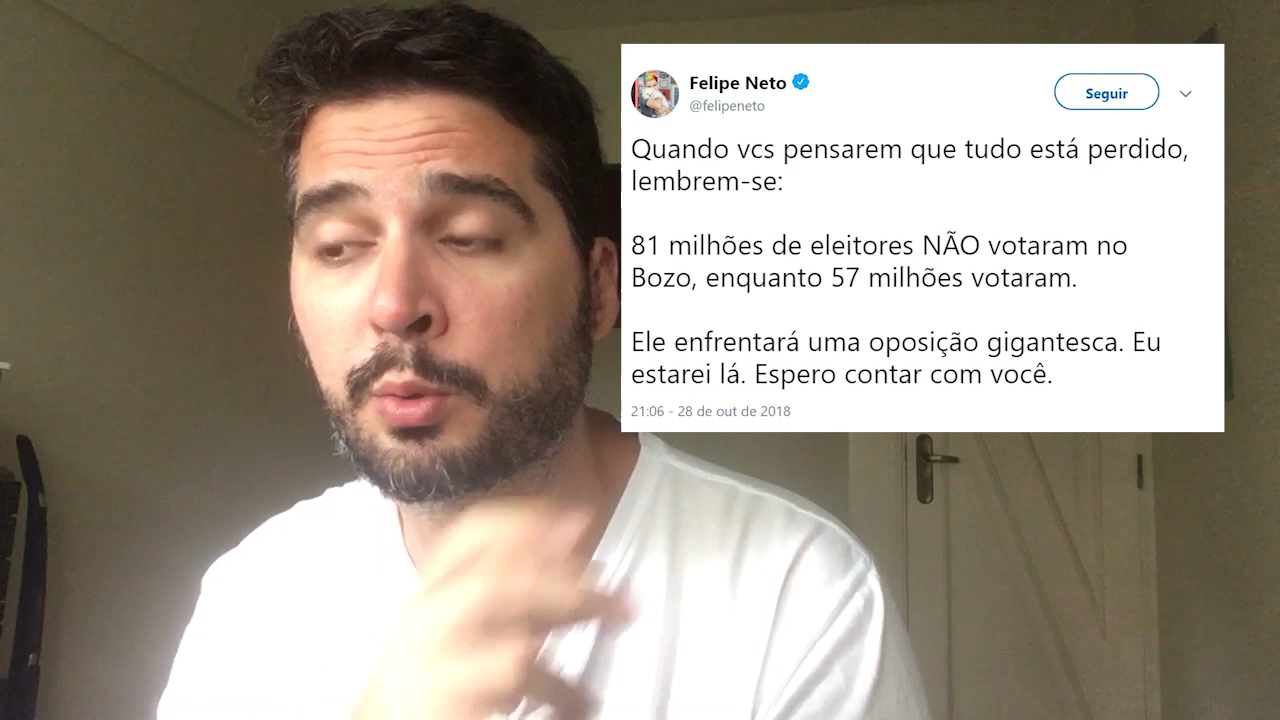 Felipe Neto
@felipeneto
Seguir
Quando vcs pensarem que tudo está perdido,
lembrem-se:
81 milhões de eleitores NÃO votaram no
Bozo, enquanto 57 milhões votaram.
Ele enfrentará uma oposição gigantesca. Eu
estarei lá. Espero contar com você.
21:06 - 28 de out de 2018